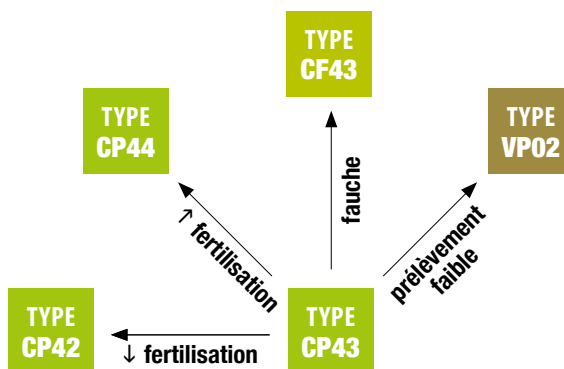 TYPE
CF43
TYPE
CP44
TYPE
VP02
↑ fertilisation
fauche
prélèvement
faible
TYPE
CP42
↓ fertilisation
TYPE
CP43